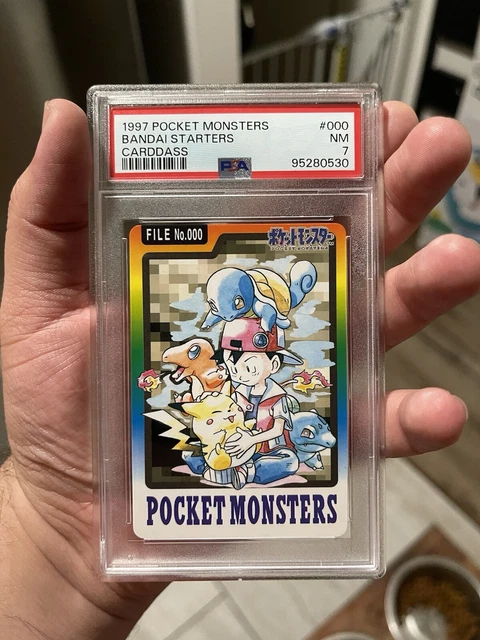 1997 POCKET MONSTERS #000
BANDAI STARTERS NM
CARDDASS 7
PSA 95280530
FILE No.000
ポケットモンスター
POCKET MONSTERS